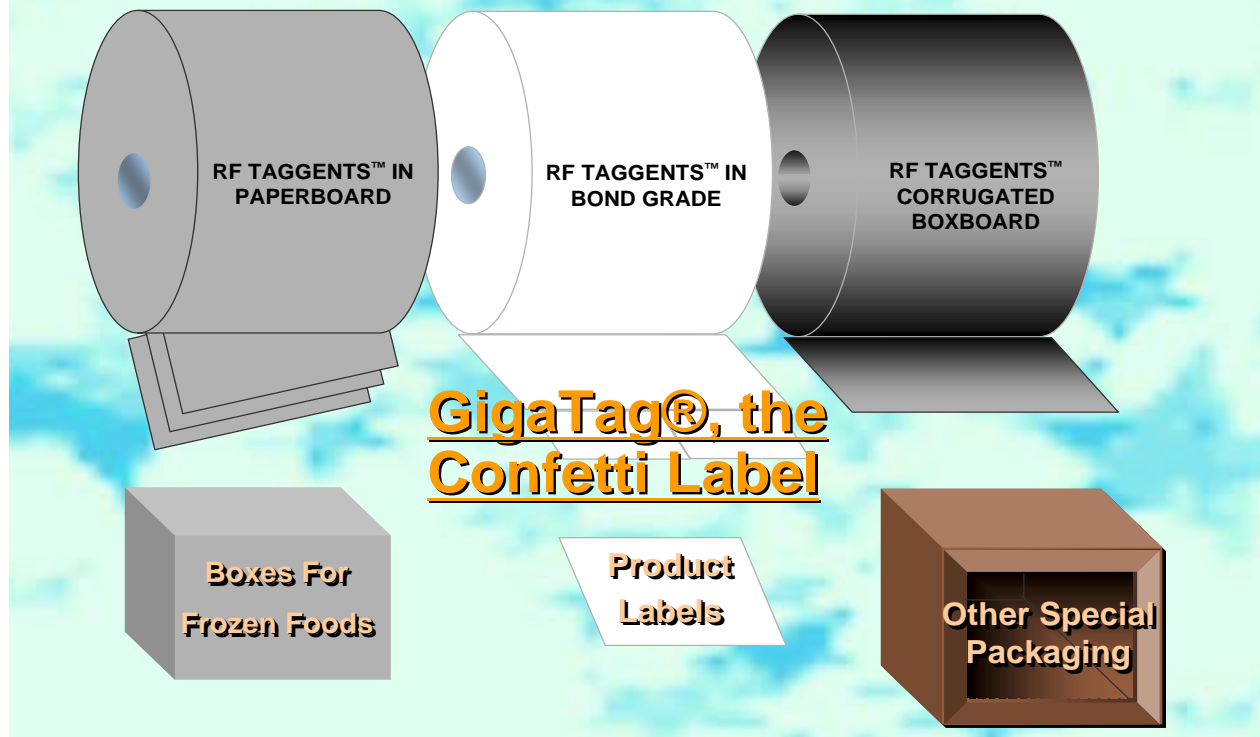 RF TAGGENTS™ IN
PAPERBOARD
RF TAGGENTS™ IN
BOND GRADE
RF TAGGENTS™
CORRUGATED
BOXBOARD
GigaTag®, the
Confetti Label
Boxes For
Frozen Foods
Product
Labels
Other Special
Packaging